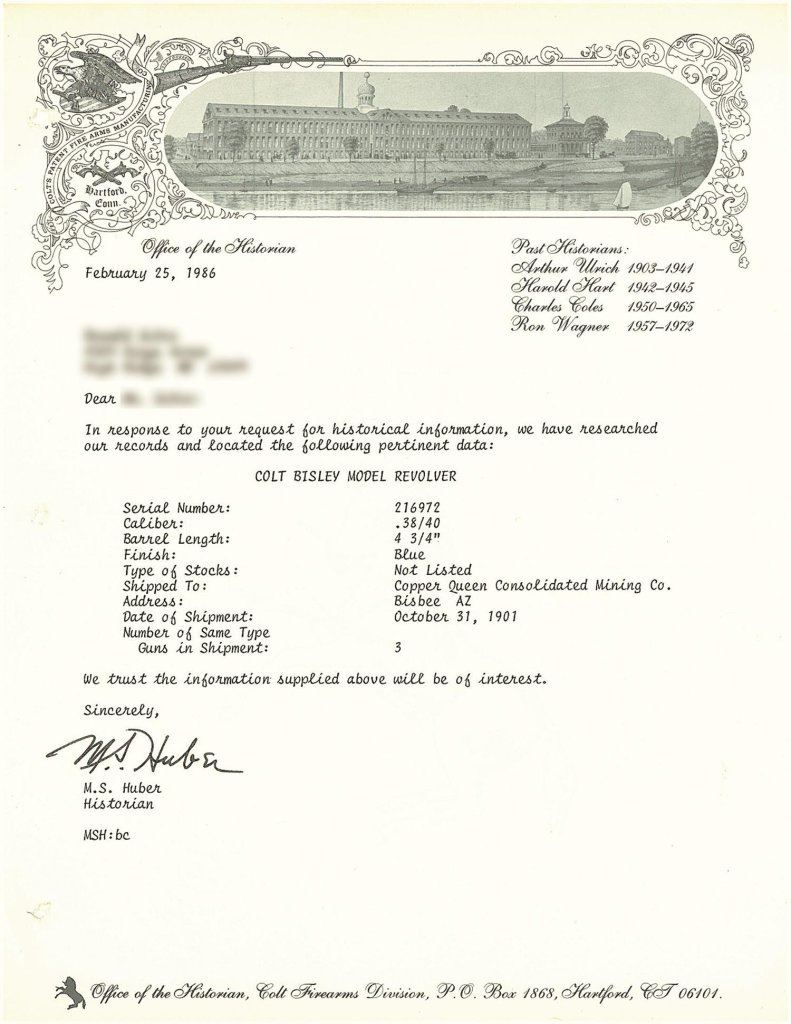 COLT'S PATENT FIRE ARMS MANUFACTURING CO
Hartford,
Conn.
Office of the Historian
February 25, 1986
Past Historians:
Arthur Ulrich 1903–1941
Harold Hart 1942–1945
Charles Coles 1950–1965
Ron Wagner 1957–1972
Dear
In response to your request for historical information, we have researched
our records and located the following pertinent data:
COLT BISLEY MODEL REVOLVER
Serial Number: 216972
Caliber: .38/40
Barrel Length: 4 3/4"
Finish: Blue
Type of Stocks: Not Listed
Shipped To: Copper Queen Consolidated Mining Co.
Address: Bisbee AZ
Date of Shipment: October 31, 1901
Number of Same Type
Guns in Shipment: 3
We trust the information supplied above will be of interest.
Sincerely,
M.S. Huber
M.S. Huber
Historian
MSH:bc
Office of the Historian, Colt Firearms Division, P.O. Box 1868, Hartford, CT 06101.